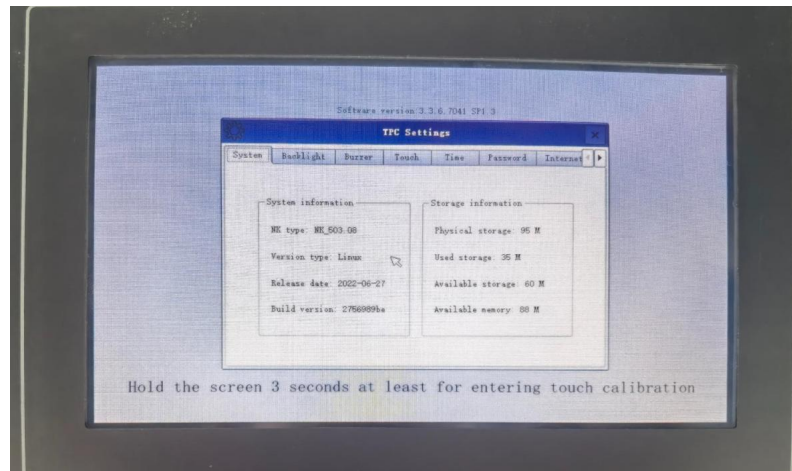 Software version:3.3.6.7041 SP1.3
TPC Settings
System Backlight Buzzer Touch Time Password Internet
System information
NK type: NK_503.08
Version type: Linux
Release date: 2022-06-27
Build version: 2756989be
Storage information
Physical storage: 95 M
Used storage: 35 M
Available storage: 60 M
Available memory: 88 M
Hold the screen 3 seconds at least for entering touch calibration